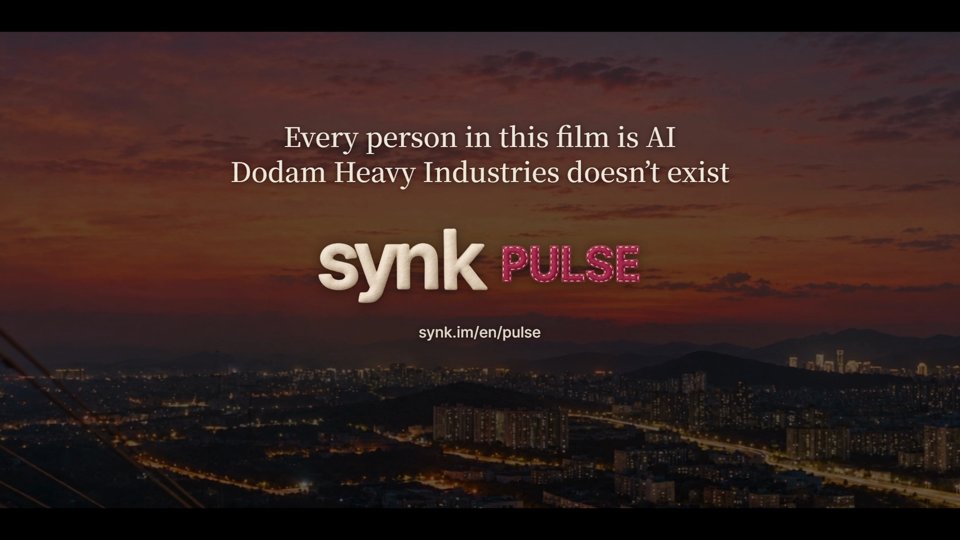 Every person in this film is AI
Dodam Heavy Industries doesn’t exist
synk PULSE
synk.im/en/pulse